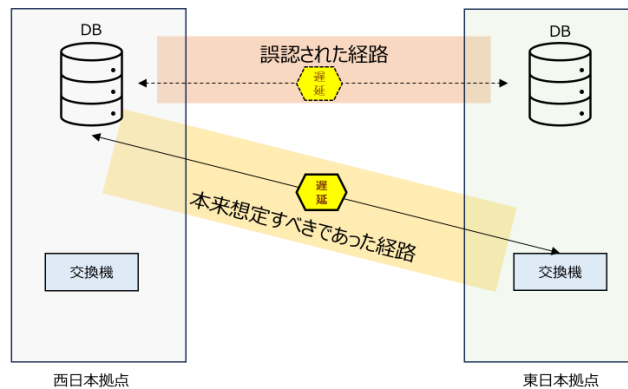 DB
DB
誤認された経路
遅
延
遅
延
本来想定すべきであった経路
交換機
交換機
西日本拠点
東日本拠点